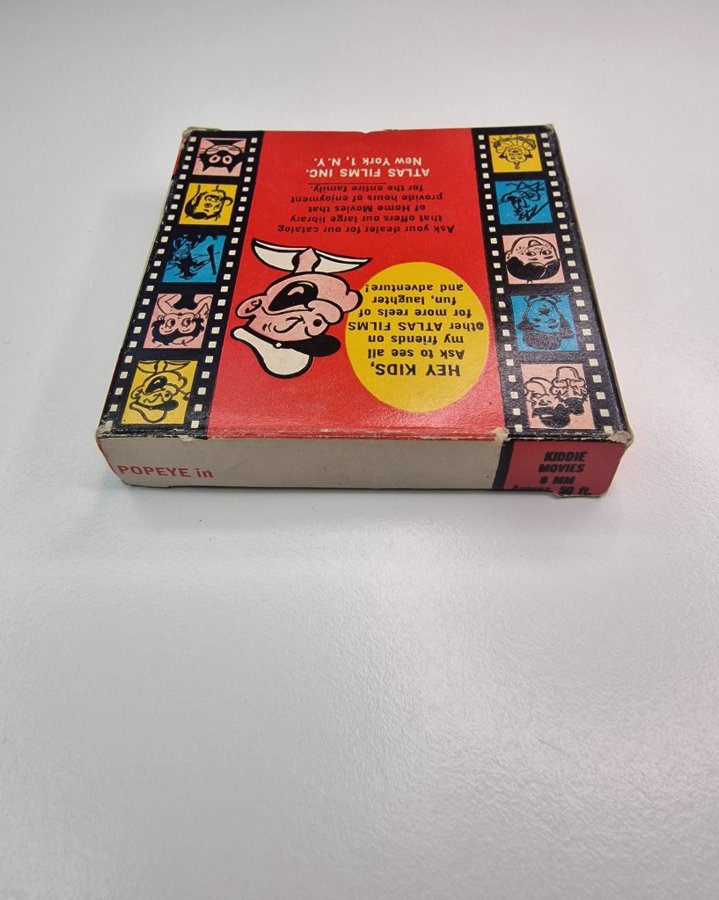 HEY KIDS,
Ask to see all
my friends on
other ATLAS FILMS
for more reels of
fun, laughter
and adventure!
Ask your dealer for our catalog
that offers our large library
of Home Movies that
provide hours of enjoyment
for the entire family.
ATLAS FILMS INC.
New York 1, N. Y.
POPEYE in
KIDDIE
MOVIES
8 MM
50 ft.